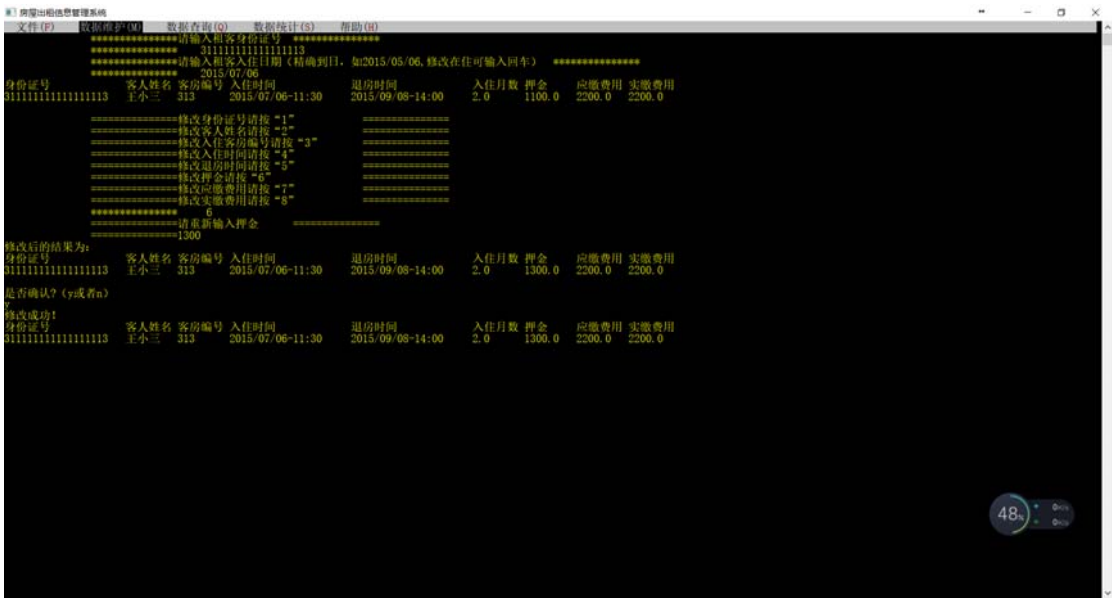 房屋出租信息管理系统
文件(F) 数据维护(M) 数据查询(Q) 数据统计(S) 帮助(H)
***************请输入租客身份证号 ***************
*************** 311111111111111113
***************请输入租客入住日期(精确到日, 如2015/05/06,修改在住可输入回车) ***************
*************** 2015/07/06
身份证号 客人姓名 客房编号 入住时间 退房时间 入住月数 押金 应缴费用 实缴费用
311111111111111113 王小三 313 2015/07/06-11:30 2015/09/08-14:00 2.0 1100.0 2200.0 2200.0
===============修改身份证号请按“1” ===============
===============修改客人姓名请按“2” ===============
===============修改入住客房编号请按“3” ===============
===============修改入住时间请按“4” ===============
===============修改退房时间请按“5” ===============
===============修改押金请按“6” ===============
===============修改应缴费用请按“7” ===============
===============修改实缴费用请按“8” ===============
*************** 6
===============请重新输入押金 ===============
===============1300
修改后的结果为:
身份证号 客人姓名 客房编号 入住时间 退房时间 入住月数 押金 应缴费用 实缴费用
311111111111111113 王小三 313 2015/07/06-11:30 2015/09/08-14:00 2.0 1300.0 2200.0 2200.0
是否确认?(y或者n)
y
修改成功!
身份证号 客人姓名 客房编号 入住时间 退房时间 入住月数 押金 应缴费用 实缴费用
311111111111111113 王小三 313 2015/07/06-11:30 2015/09/08-14:00 2.0 1300.0 2200.0 2200.0
48%